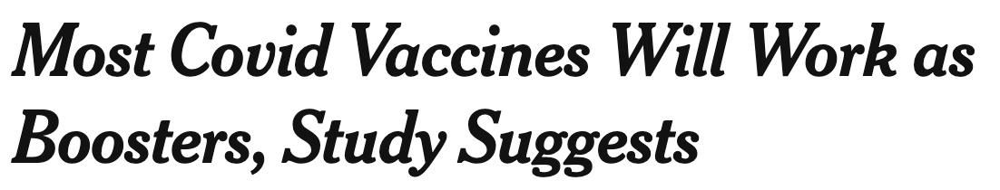 Most Covid Vaccines Will Work as
Boosters, Study Suggests